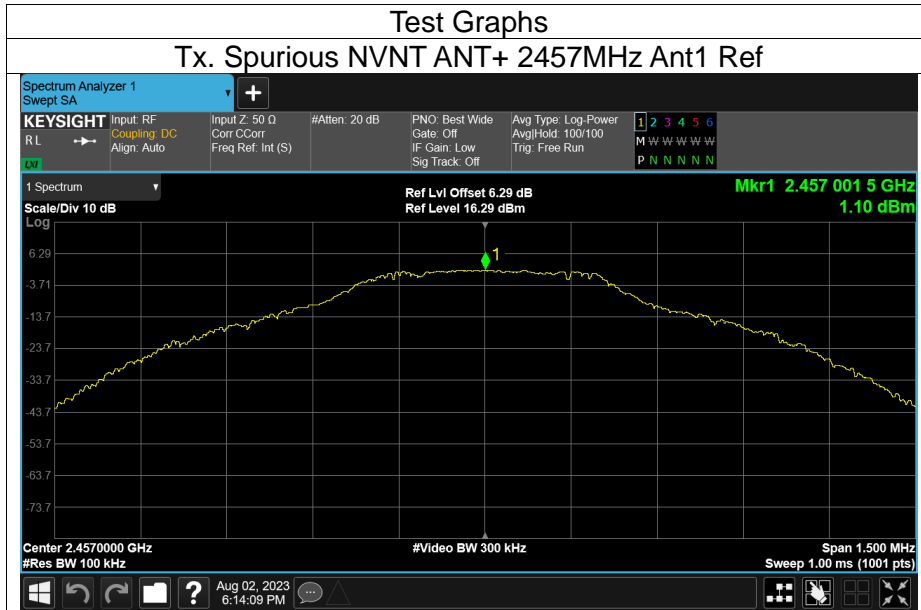 Test Graphs
Tx. Spurious NVNT ANT+ 2457MHz Ant1 Ref
Spectrum Analyzer 1
Swept SA
KEYSIGHT
R L
LXI
Input: RF
Coupling: DC
Align: Auto
Input Z: 50 Ω
Corr CCorr
Freq Ref: Int (S)
#Atten: 20 dB
PNO: Best Wide
Gate: Off
IF Gain: Low
Sig Track: Off
Avg Type: Log-Power
Avg|Hold: 100/100
Trig: Free Run
1 2 3 4 5 6
M W W W W W
P N N N N N
1 Spectrum
Scale/Div 10 dB
Ref Lvl Offset 6.29 dB
Ref Level 16.29 dBm
Mkr1 2.457 001 5 GHz
1.10 dBm
Log
1
6.29
-3.71
-13.7
-23.7
-33.7
-43.7
-53.7
-63.7
-73.7
Center 2.4570000 GHz
#Res BW 100 kHz
#Video BW 300 kHz
Span 1.500 MHz
Sweep 1.00 ms (1001 pts)
?
Aug 02, 2023
6:14:09 PM